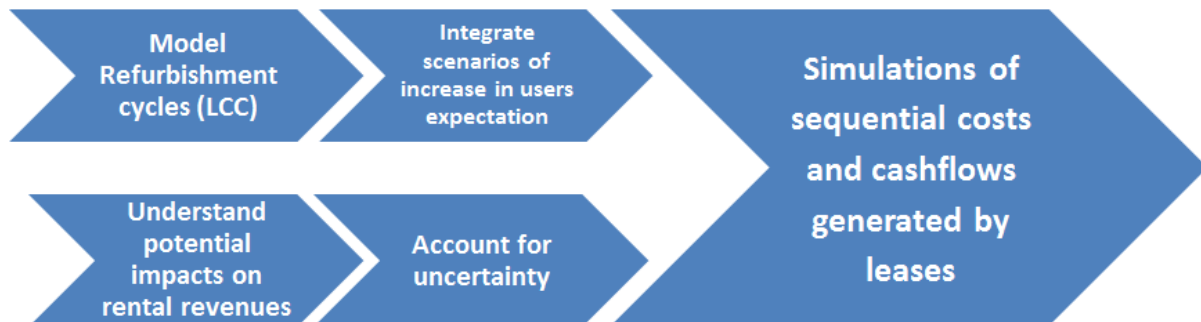 Model
Refurbishment
cycles (LCC)
Integrate
scenarios of
increase in users
expectation
Understand
potential
impacts on
rental revenues
Account for
uncertainty
Simulations of
sequential costs
and cashflows
generated by
leases